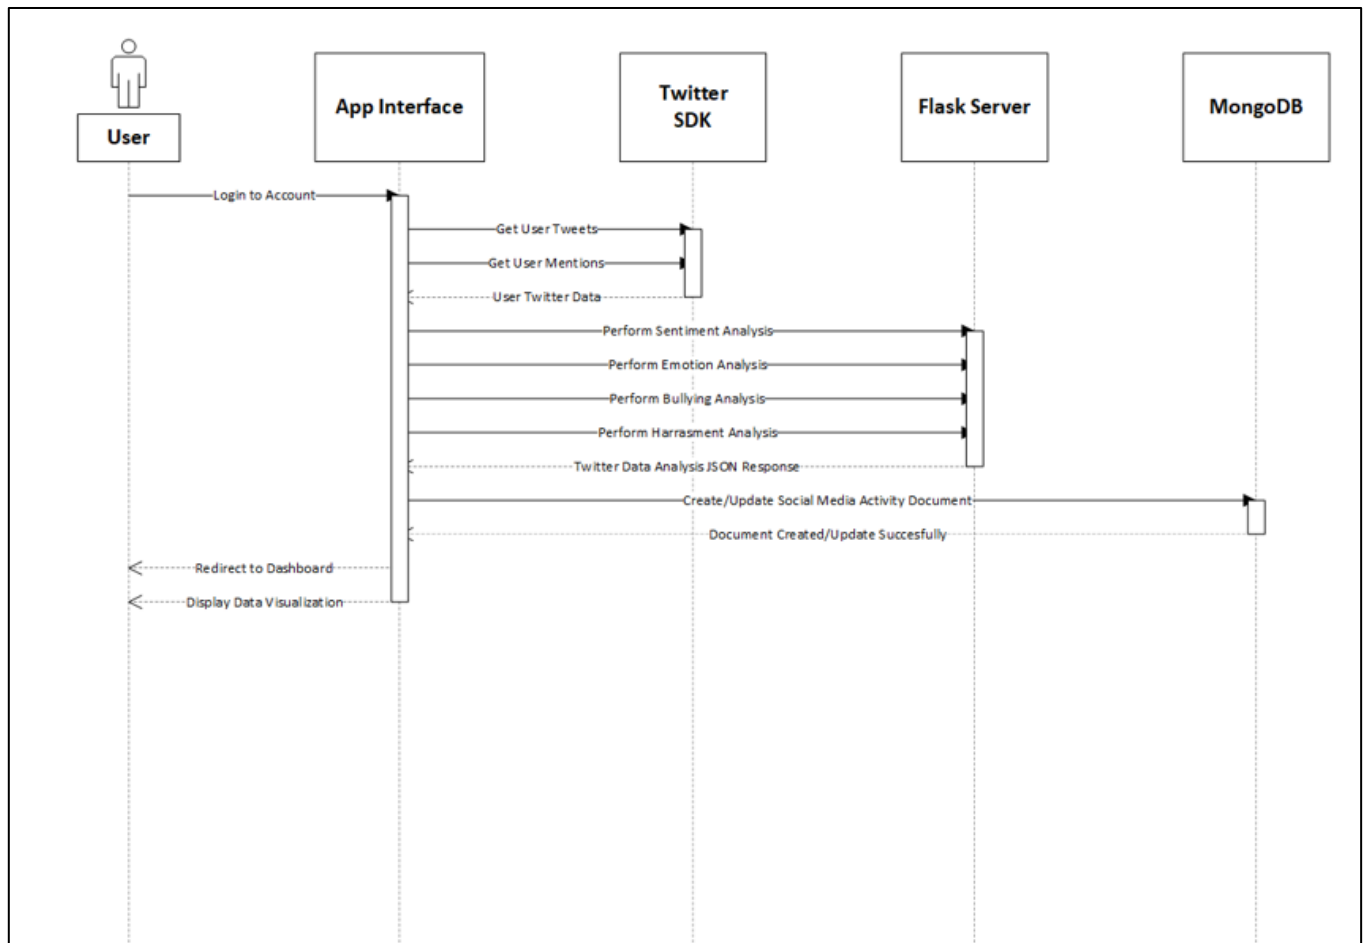 User
App Interface
Twitter
SDK
Flask Server
MongoDB
Login to Account
Get User Tweets
Get User Mentions
User Twitter Data
Perform Sentiment Analysis
Perform Emotion Analysis
Perform Bullying Analysis
Perform Harrasment Analysis
Twitter Data Analysis JSON Response
Create/Update Social Media Activity Document
Document Created/Update Succesfully
Redirect to Dashboard
Display Data Visualization